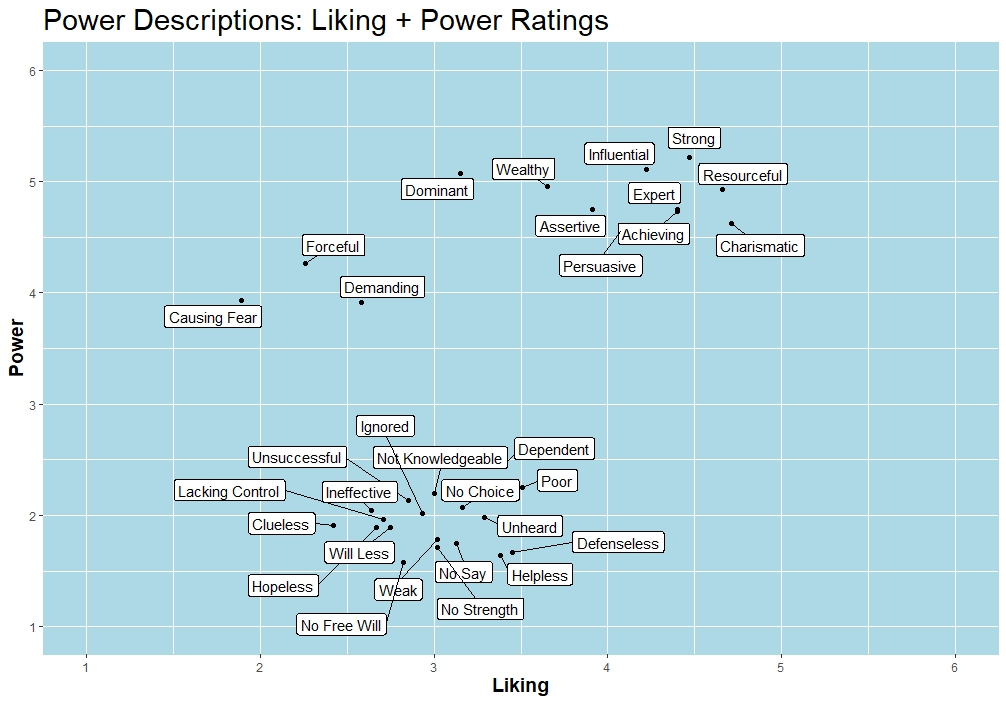 Power Descriptions: Liking + Power Ratings
6
Strong
Influential
Wealthy
Resourceful
5
Dominant
Expert
Assertive
Achieving
Forceful
Charismatic
Persuasive
4
Demanding
Causing Fear
Power
3
Ignored
Dependent
Unsuccessful
Not Knowledgeable
Poor
Lacking Control
Ineffective
No Choice
2
Clueless
Unheard
Defenseless
Will Less
No Say
Helpless
Hopeless
Weak
No Strength
No Free Will
1
1 2 3 4 5 6
Liking